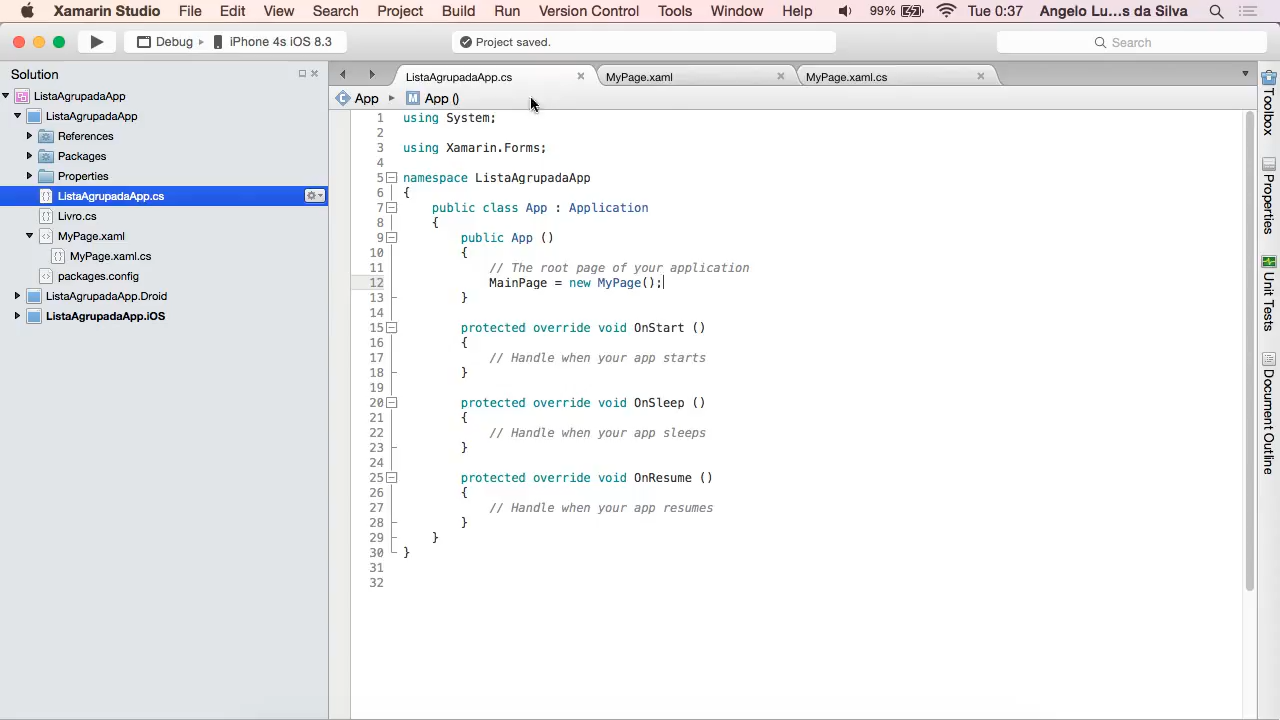 Xamarin Studio File Edit View Search Project Build Run Version Control Tools Window Help 99% Tue 0:37 Angelo Lu...s da Silva
Debug iPhone 4s iOS 8.3 Project saved. Search
Solution
ListaAgrupadaApp
ListaAgrupadaApp
References
Packages
Properties
ListaAgrupadaApp.cs
Livro.cs
MyPage.xaml
MyPage.xaml.cs
packages.config
ListaAgrupadaApp.Droid
ListaAgrupadaApp.iOS
ListaAgrupadaApp.cs MyPage.xaml MyPage.xaml.cs
App App ()
1 using System;
2
3 using Xamarin.Forms;
4
5 namespace ListaAgrupadaApp
6 {
7 public class App : Application
8 {
9 public App ()
10 {
11 // The root page of your application
12 MainPage = new MyPage();
13 }
14
15 protected override void OnStart ()
16 {
17 // Handle when your app starts
18 }
19
20 protected override void OnSleep ()
21 {
22 // Handle when your app sleeps
23 }
24
25 protected override void OnResume ()
26 {
27 // Handle when your app resumes
28 }
29 }
30 }
31
32
Toolbox
Properties
Unit Tests
Document Outline